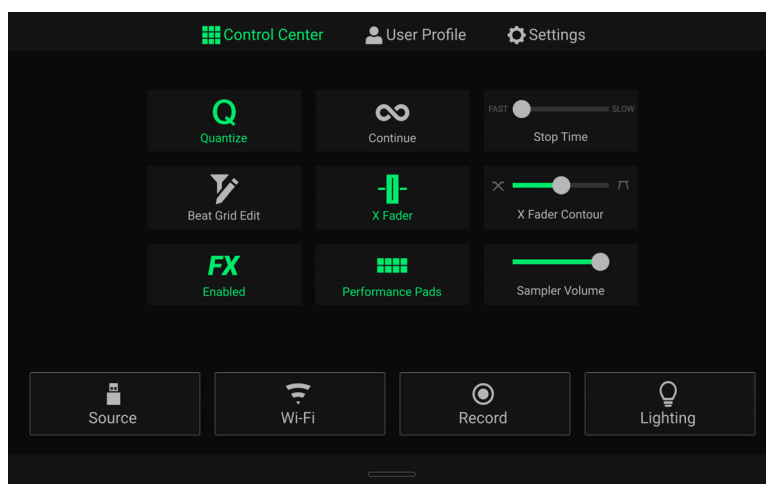 Control Center User Profile Settings
Q
Quantize
Continue
FAST SLOW
Stop Time
Beat Grid Edit
X Fader
X Fader Contour
FX
Enabled
Performance Pads
Sampler Volume
Source
Wi-Fi
Record
Lighting